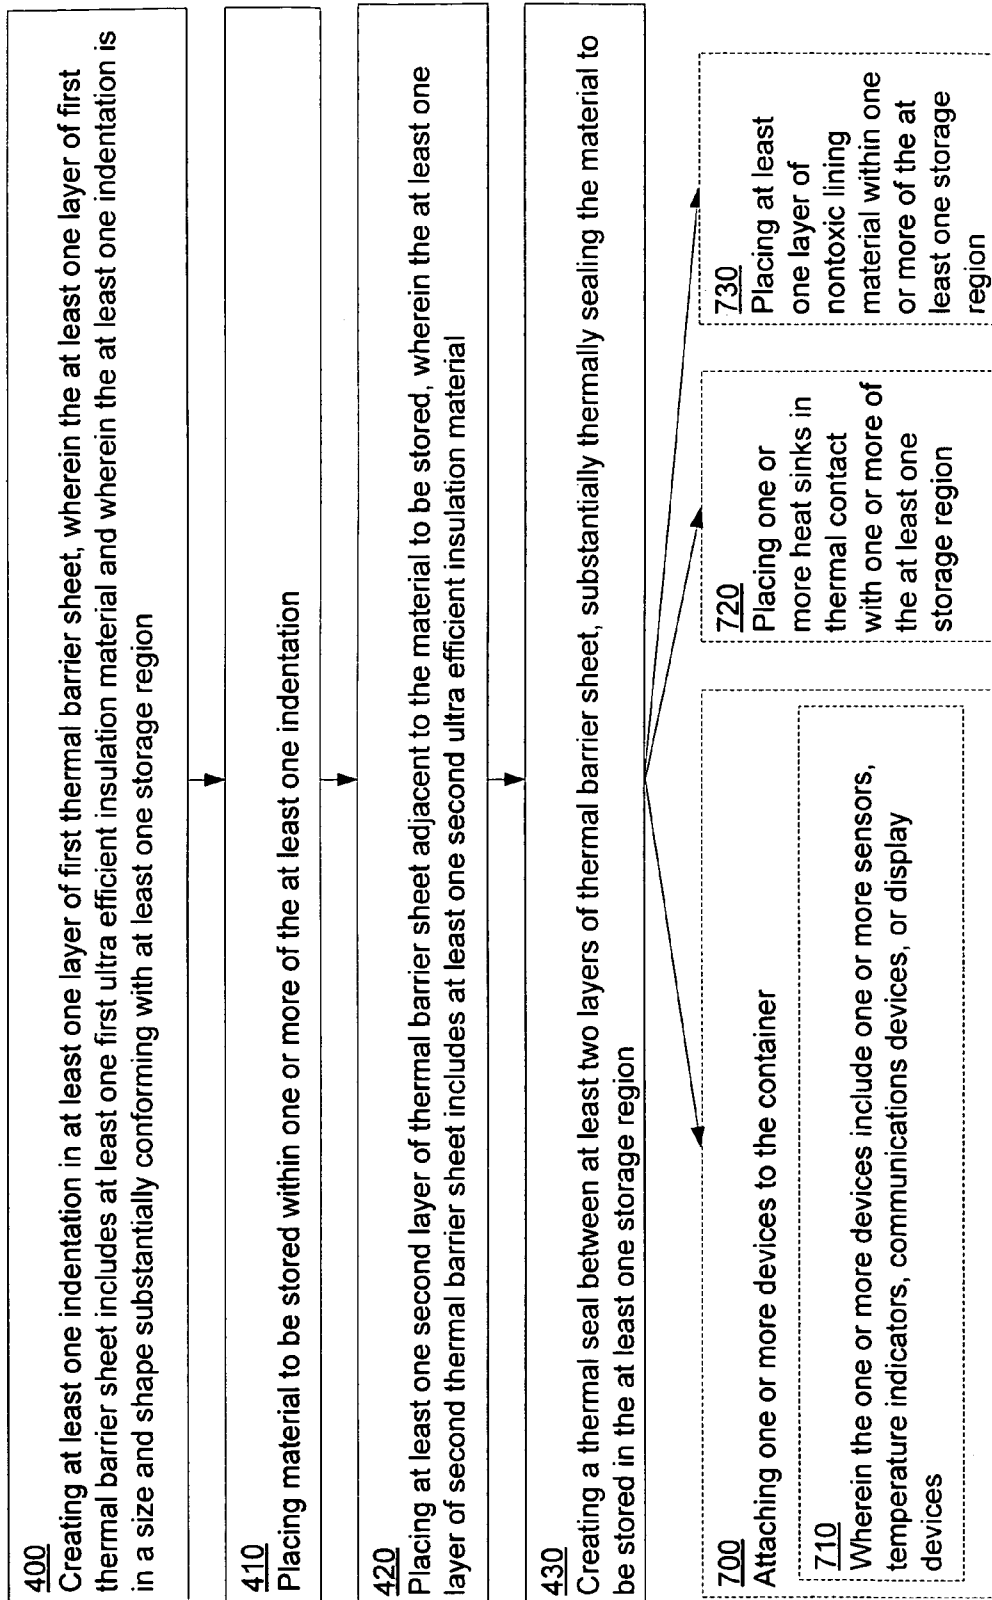 400
Creating at least one indentation in at least one layer of first thermal barrier sheet, wherein the at least one layer of first
thermal barrier sheet includes at least one first ultra efficient insulation material and wherein the at least one indentation is
in a size and shape substantially conforming with at least one storage region
410
Placing material to be stored within one or more of the at least one indentation
420
Placing at least one second layer of thermal barrier sheet adjacent to the material to be stored, wherein the at least one
layer of second thermal barrier sheet includes at least one second ultra efficient insulation material
430
Creating a thermal seal between at least two layers of thermal barrier sheet, substantially thermally sealing the material to
be stored in the at least one storage region
700
Attaching one or more devices to the container
710
Wherein the one or more devices include one or more sensors,
temperature indicators, communications devices, or display
devices
720
Placing one or
more heat sinks in
thermal contact
with one or more of
the at least one
storage region
730
Placing at least
one layer of
nontoxic lining
material within one
or more of the at
least one storage
region